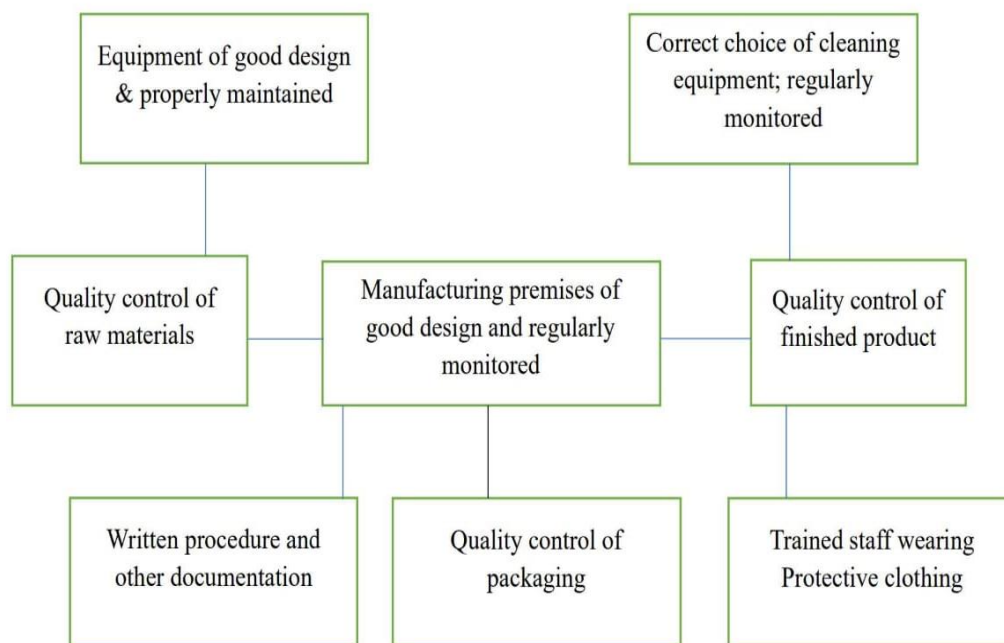 Equipment of good design
& properly maintained
Correct choice of cleaning
equipment; regularly
monitored
Quality control of
raw materials
Manufacturing premises of
good design and regularly
monitored
Quality control of
finished product
Written procedure and
other documentation
Quality control of
packaging
Trained staff wearing
Protective clothing